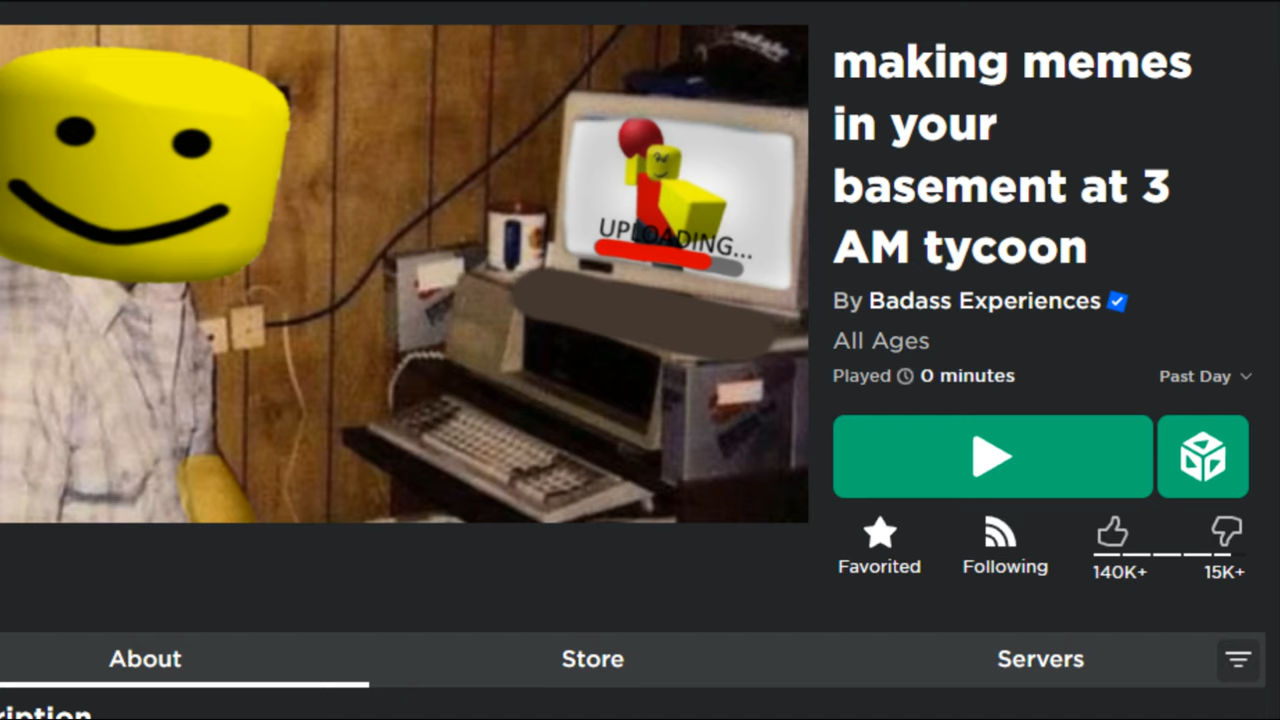 making memes
in your
basement at 3
AM tycoon
UPLOADING...
By Badass Experiences
All Ages
Played 0 minutes
Past Day
Favorited
Following
140K+
15K+
About
Store
Servers
ription